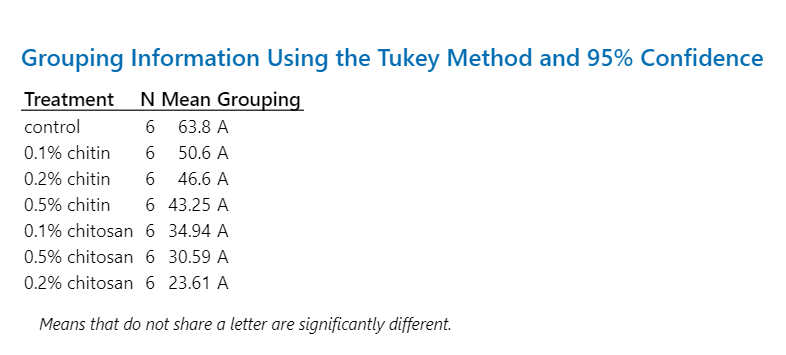 Grouping Information Using the Tukey Method and 95% Confidence
Treatment N Mean Grouping
control 6 63.8 A
0.1% chitin 6 50.6 A
0.2% chitin 6 46.6 A
0.5% chitin 6 43.25 A
0.1% chitosan 6 34.94 A
0.5% chitosan 6 30.59 A
0.2% chitosan 6 23.61 A
Means that do not share a letter are significantly different.